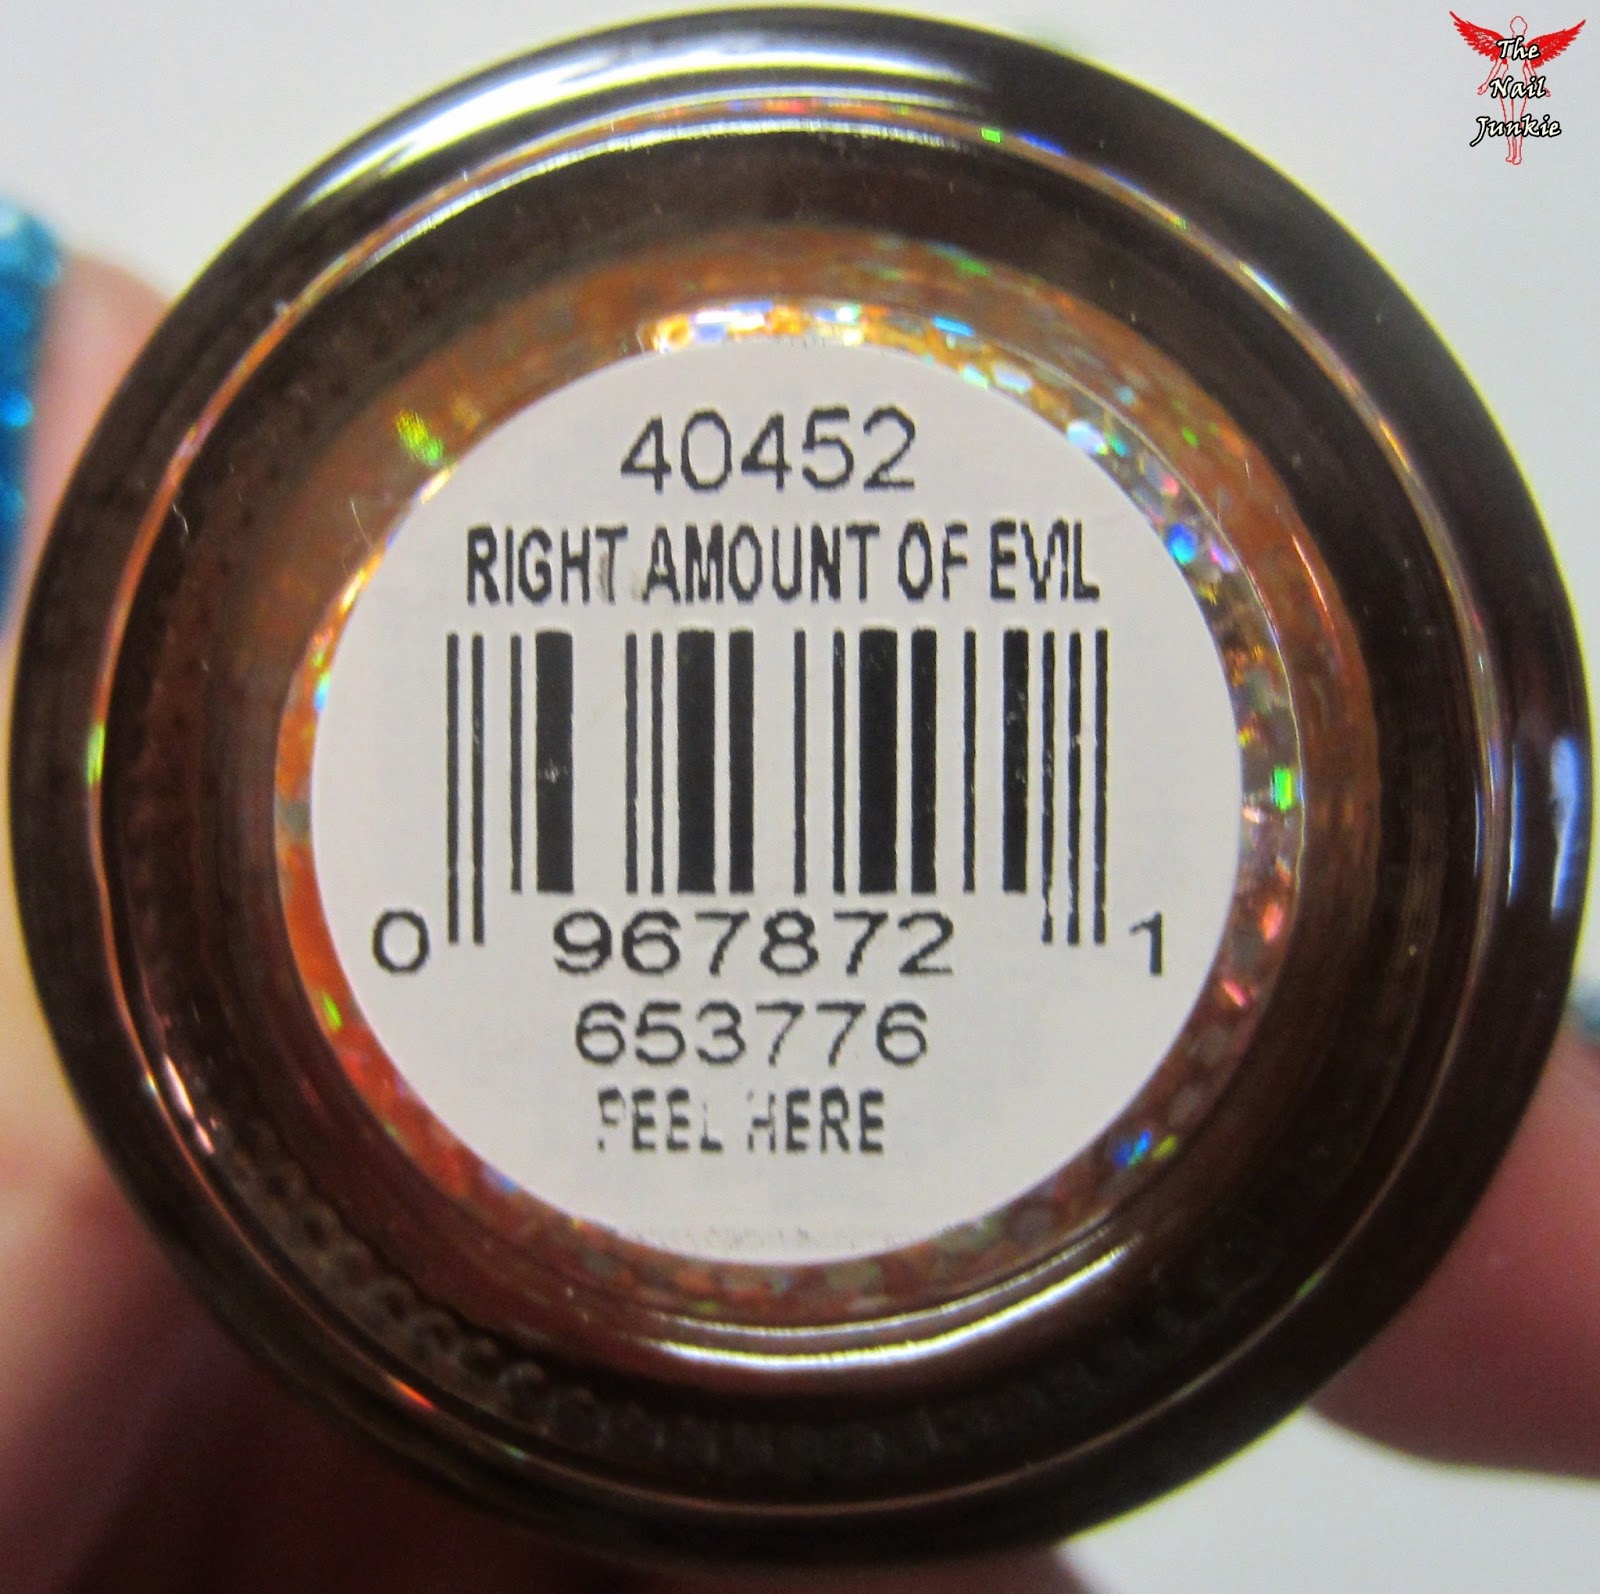 The
Nail
Junkie
40452
RIGHT AMOUNT OF EVIL
0 967872 1
653776
PEEL HERE